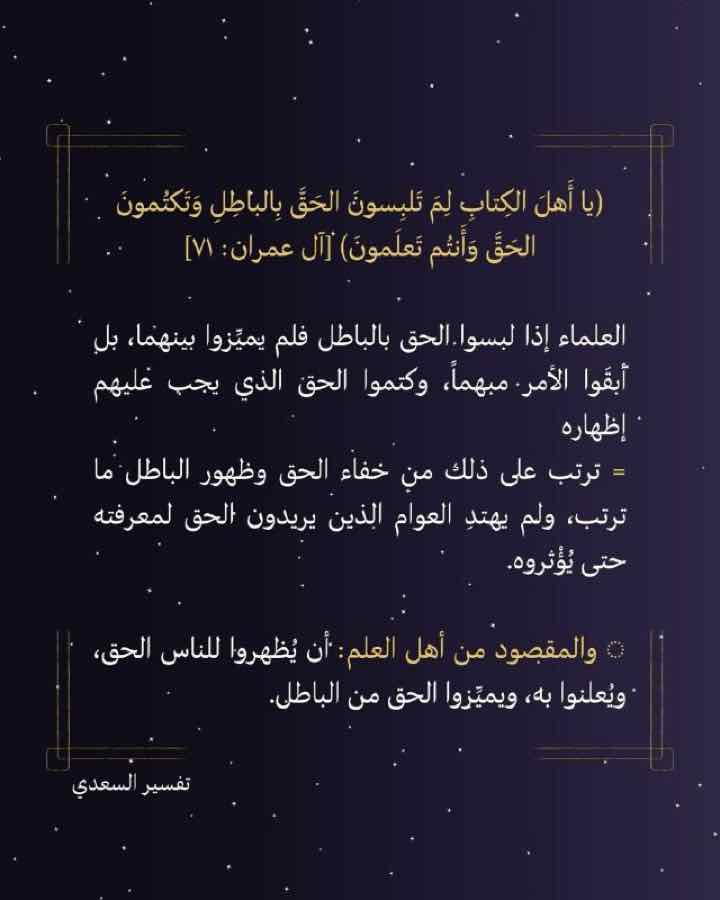 (يا أَهلَ الكِتابِ لِمَ تَلبِسونَ الحَقَّ بِالباطِلِ وَتَكتُمونَ
الحَقَّ وَأَنتُم تَعلَمونَ) [آل عمران: ٧١]
العلماء إذا لبسوا الحق بالباطل فلم يميِّزوا بينهما، بل
أبقَوا الأمر مبهماً، وكتموا الحق الذي يجب عليهم
إظهاره
= ترتب على ذلك من خفاء الحق وظهور الباطل ما
ترتب، ولم يهتدِ العوام الذين يريدون الحق لمعرفته
حتى يُؤْثروه.
◌ والمقصود من أهل العلم: أن يُظهروا للناس الحق،
ويُعلنوا به، ويميِّزوا الحق من الباطل.
تفسير السعدي